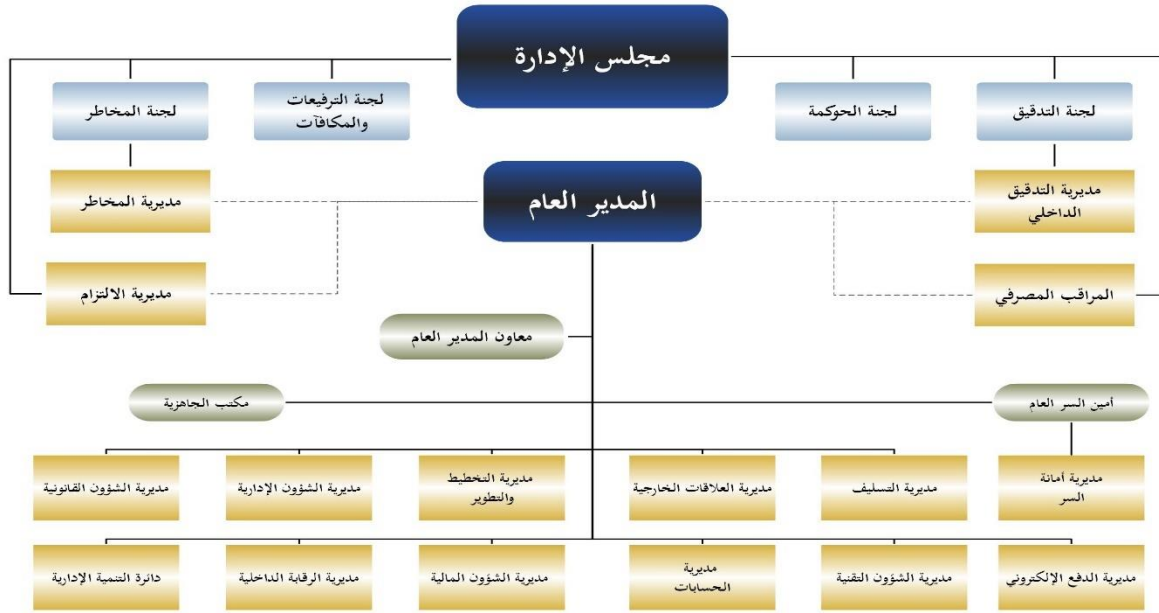 مجلس الإدارة
لجنة التدقيق
لجنة الحوكمة
لجنة الترفيعات
والمكافآت
لجنة المخاطر
مديرية التدقيق
الداخلي
المدير العام
مديرية المخاطر
المراقب المصرفي
مديرية الالتزام
معاون المدير العام
أمين السر العام
مكتب الجاهزية
مديرية أمانة
السر
مديرية التسليف
مديرية العلاقات الخارجية
مديرية التخطيط
والتطوير
مديرية الشؤون الإدارية
مديرية الشؤون القانونية
مديرية الدفع الإلكتروني
مديرية الشؤون التقنية
مديرية
الحسابات
مديرية الشؤون المالية
مديرية الرقابة الداخلية
دائرة التنمية الإدارية